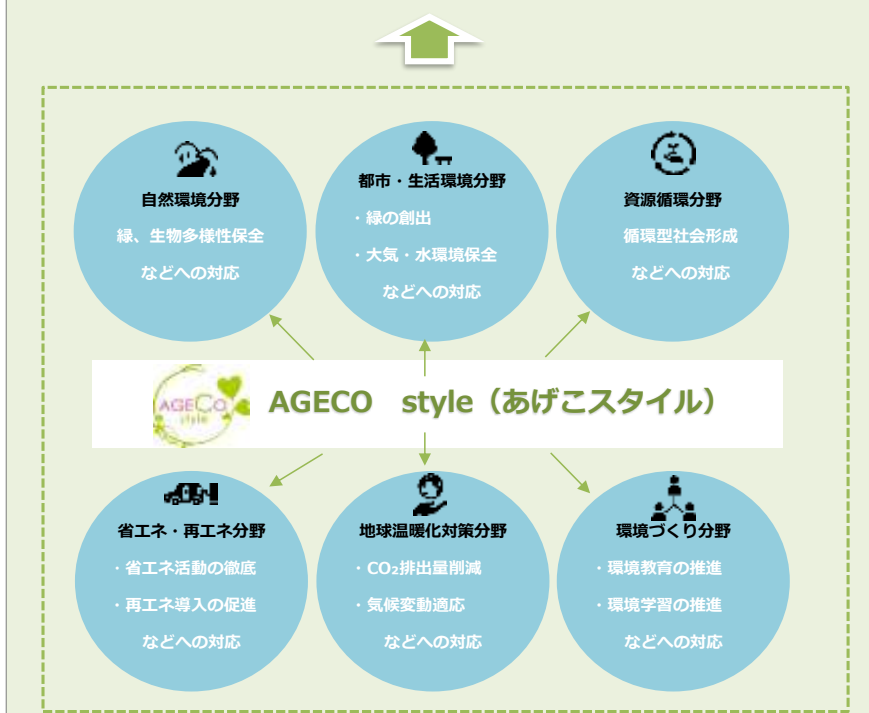 自然環境分野
緑、生物多様性保全
などへの対応
都市・生活環境分野
・緑の創出
・大気・水環境保全
などへの対応
資源循環分野
循環型社会形成
などへの対応
AGECO
style
AGECO　style（あげこスタイル）
省エネ・再エネ分野
・省エネ活動の徹底
・再エネ導入の促進
などへの対応
地球温暖化対策分野
・CO₂排出量削減
・気候変動適応
などへの対応
環境づくり分野
・環境教育の推進
・環境学習の推進
などへの対応